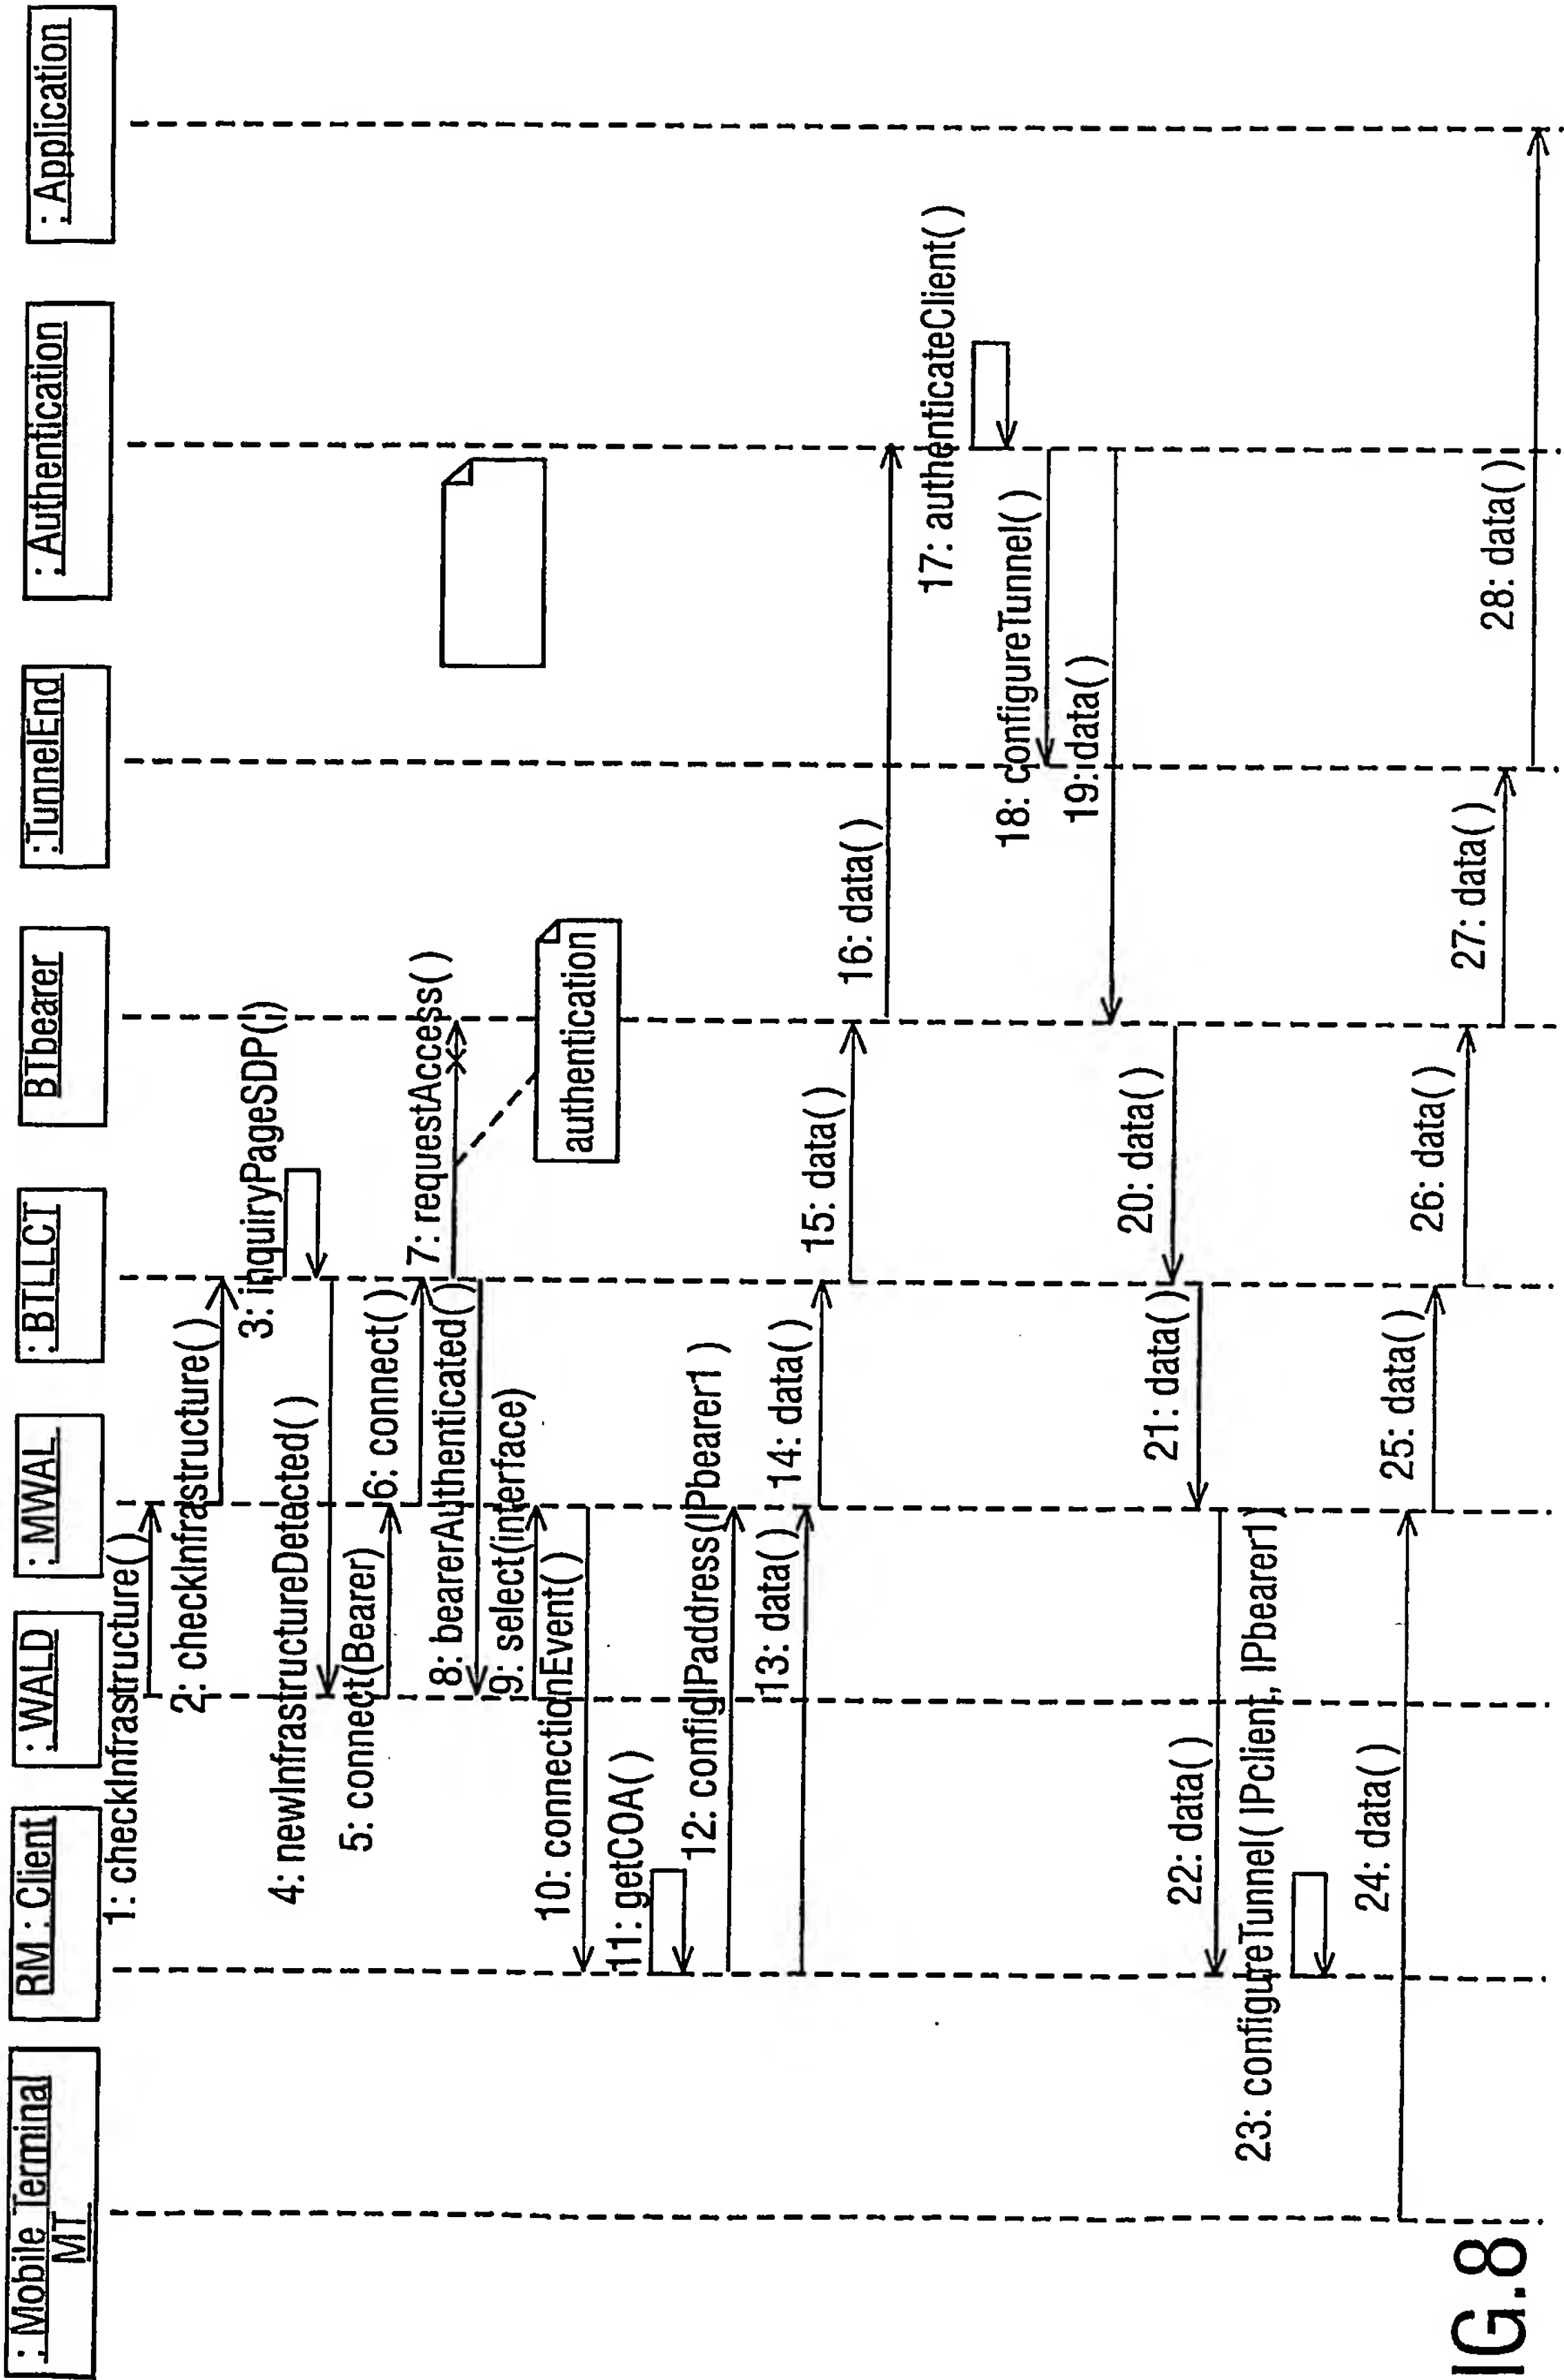 : Mobile Terminal
MT
RM : Client
: WALD
: MWAL
: BTLLCT
BTbearer
:TunnelEnd
: Authentication
: Application
1: checkInfrastructure( )
2: checkInfrastructure( )
3: inquiryPageSDP( )
4: newInfrastructureDetected( )
5: connect(Bearer)
6: connect( )
7: requestAccess( )
8: bearerAuthenticated( )
authentication
9: select(interface)
10: connectionEvent( )
11: getCOA( )
12: configIPaddress(IPbearer1 )
13: data( )
14: data( )
15: data( )
16: data( )
17: authenticateClient( )
18: configureTunnel( )
19: data( )
20: data( )
21: data( )
22: data( )
23: configureTunnel( IPclient, IPbearer1)
24: data( )
25: data( )
26: data( )
27: data( )
28: data( )
IG.8